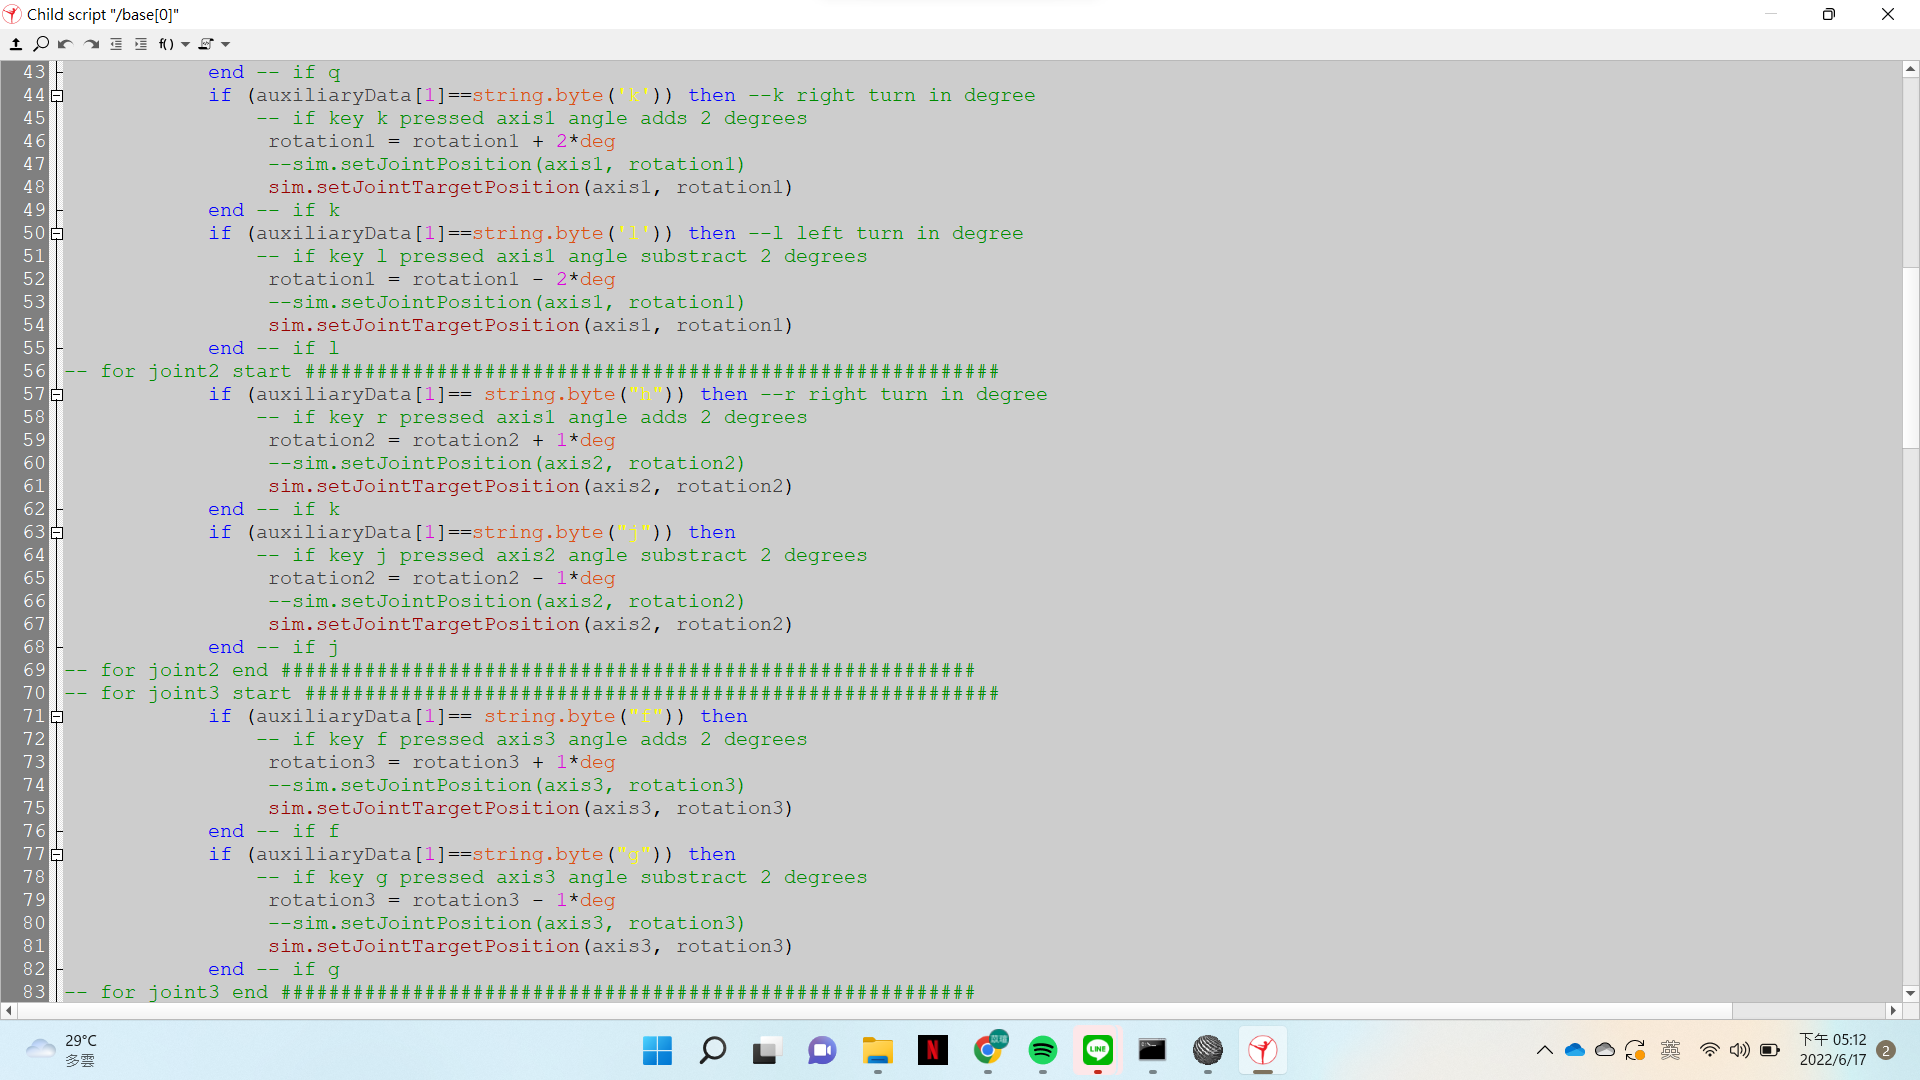 Child script "/base[0]"
f()
43 end -- if q
44 if (auxiliaryData[1]==string.byte('k')) then --k right turn in degree
45 -- if key k pressed axis1 angle adds 2 degrees
46 rotation1 = rotation1 + 2*deg
47 --sim.setJointPosition(axis1, rotation1)
48 sim.setJointTargetPosition(axis1, rotation1)
49 end -- if k
50 if (auxiliaryData[1]==string.byte('l')) then --l left turn in degree
51 -- if key l pressed axis1 angle substract 2 degrees
52 rotation1 = rotation1 - 2*deg
53 --sim.setJointPosition(axis1, rotation1)
54 sim.setJointTargetPosition(axis1, rotation1)
55 end -- if l
56 -- for joint2 start ##########################################################
57 if (auxiliaryData[1]== string.byte("h")) then --r right turn in degree
58 -- if key r pressed axis1 angle adds 2 degrees
59 rotation2 = rotation2 + 1*deg
60 --sim.setJointPosition(axis2, rotation2)
61 sim.setJointTargetPosition(axis2, rotation2)
62 end -- if k
63 if (auxiliaryData[1]==string.byte("j")) then
64 -- if key j pressed axis2 angle substract 2 degrees
65 rotation2 = rotation2 - 1*deg
66 --sim.setJointPosition(axis2, rotation2)
67 sim.setJointTargetPosition(axis2, rotation2)
68 end -- if j
69 -- for joint2 end ##########################################################
70 -- for joint3 start ##########################################################
71 if (auxiliaryData[1]== string.byte("f")) then
72 -- if key f pressed axis3 angle adds 2 degrees
73 rotation3 = rotation3 + 1*deg
74 --sim.setJointPosition(axis3, rotation3)
75 sim.setJointTargetPosition(axis3, rotation3)
76 end -- if f
77 if (auxiliaryData[1]==string.byte("g")) then
78 -- if key g pressed axis3 angle substract 2 degrees
79 rotation3 = rotation3 - 1*deg
80 --sim.setJointPosition(axis3, rotation3)
81 sim.setJointTargetPosition(axis3, rotation3)
82 end -- if g
83 -- for joint3 end ##########################################################
29°C
多雲
N
LINE
英
下午 05:12
2022/6/17
2